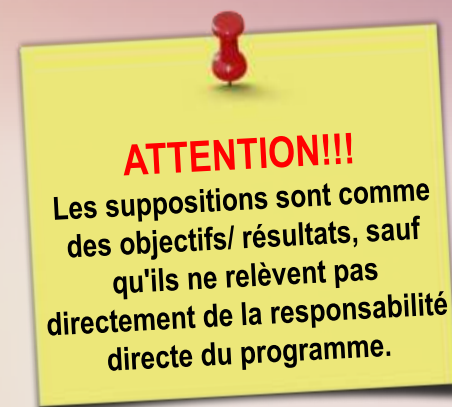 ATTENTION!!!
Les suppositions sont comme
des objectifs/ résultats, sauf
qu'ils ne relèvent pas
directement de la responsabilité
directe du programme.